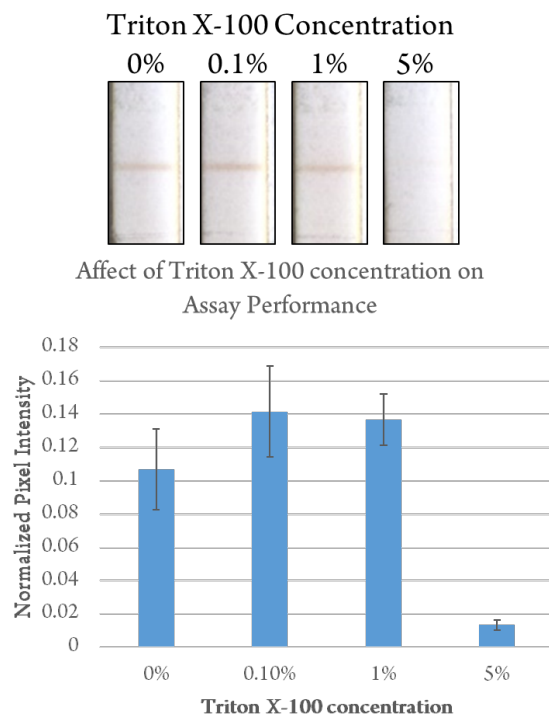 Triton X-100 Concentration
0% 0.1% 1% 5%
Affect of Triton X-100 concentration on
Assay Performance
Normalized Pixel Intensity
0.18
0.16
0.14
0.12
0.1
0.08
0.06
0.04
0.02
0
0% 0.10% 1% 5%
Triton X-100 concentration